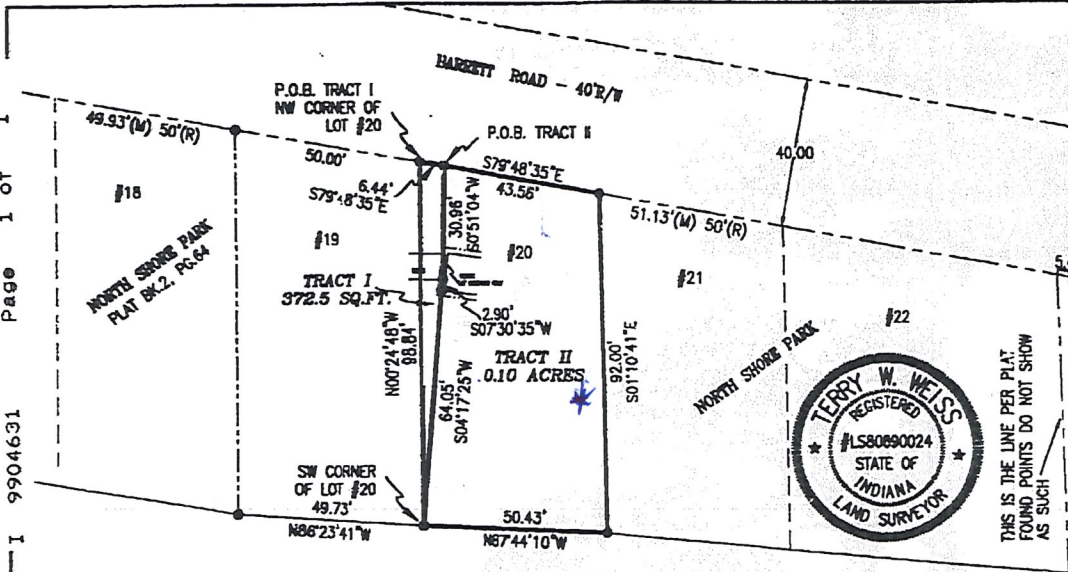 I 9904631 Page 1 of 1
BARRETT ROAD - 40'R/W
P.O.B. TRACT I
NW CORNER OF
LOT #20
P.O.B. TRACT II
49.93'(M) 50'(R)
50.00'
6.44'
S79°48'35"E
S79°48'35"E
43.56'
40.00
51.13'(M) 50'(R)
#18
#19
#20
#21
#22
NORTH SHORE PARK
PLAT BK.2, PG.64
30.96'
S0°51'04"W
TRACT I
372.5 SQ.FT.
2.90'
S07°30'35"W
N00°24'48"W
98.84'
64.05'
S04°17'25"W
TRACT II
0.10 ACRES
92.00'
S01°10'41"E
NORTH SHORE PARK
SW CORNER
OF LOT #20
49.73'
N86°23'41"W
50.43'
N87°44'10"W
TERRY W. WEISS
REGISTERED
#LS80890024
STATE OF
INDIANA
LAND SURVEYOR
THIS IS THE LINE PER PLAT
FOUND POINTS DO NOT SHOW
AS SUCH